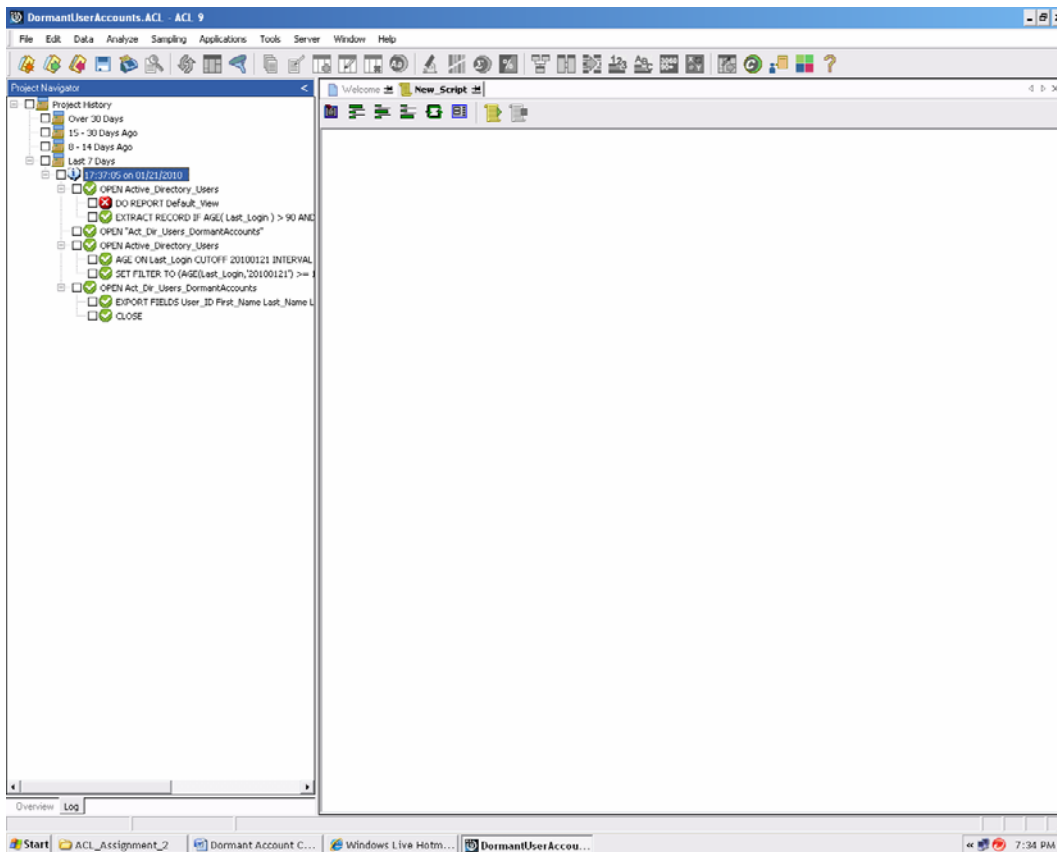 DormantUserAccounts.ACL - ACL 9
File Edit Data Analyze Sampling Applications Tools Server Window Help
Project Navigator <
Welcome New_Script
Project History
Over 30 Days
15 - 30 Days Ago
8 - 14 Days Ago
Last 7 Days
17:37:05 on 01/21/2010
OPEN Active_Directory_Users
DO REPORT Default_View
EXTRACT RECORD IF AGE( Last_Login ) > 90 AND
OPEN "Act_Dir_Users_DormantAccounts"
OPEN Active_Directory_Users
AGE ON Last_Login CUTOFF 20100121 INTERVAL
SET FILTER TO (AGE(Last_Login,'20100121') >= 1
OPEN Act_Dir_Users_DormantAccounts
EXPORT FIELDS User_ID First_Name Last_Name L
CLOSE
Overview Log
Start ACL_Assignment_2 Dormant Account C... Windows Live Hotm... DormantUserAccou... 7:34 PM